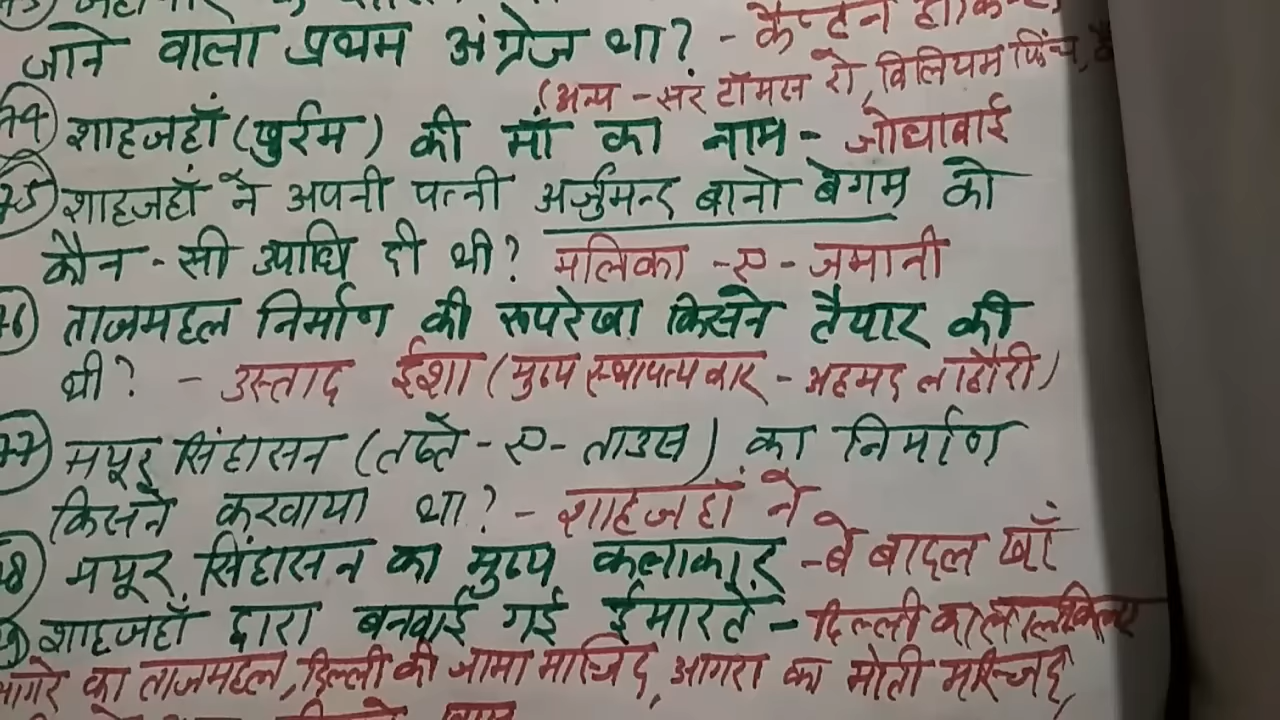 जाने वाला प्रथम अंग्रेज था? - कैप्टन
(अन्य - सर टॉमस रो, विलियम फिंच,
74 शाहजहाँ (खुर्रम) की माँ का नाम - जोधाबाई
75 शाहजहाँ ने अपनी पत्नी अर्जुमन्द बानो बेगम को
कौन-सी उपाधि दी थी? मलिका-ए-जमानी
76 ताजमहल निर्माण की रूपरेखा किसने तैयार की
थी? - उस्ताद ईशा (मुख्य स्थापत्यकार - अहमद लाहौरी)
77 मयूर सिंहासन (तख्ते-ए-ताउस) का निर्माण
किसने करवाया था? - शाहजहाँ ने
78 मयूर सिंहासन का मुख्य कलाकार - बे बादल खाँ
शाहजहाँ द्वारा बनवाई गई ईमारतें - दिल्ली का लालकिला
आगरे का ताजमहल, दिल्ली की जामा मस्जिद, आगरा का मोती मस्जिद,